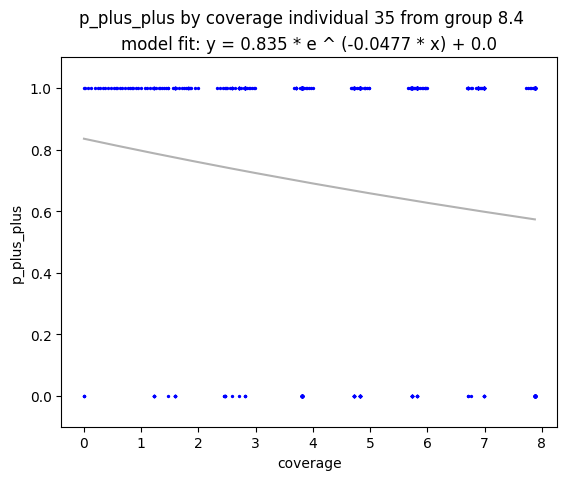 p_plus_plus by coverage individual 35 from group 8.4
model fit: y = 0.835 * e ^ (-0.0477 * x) + 0.0
1.0
0.8
0.6
0.4
0.2
0.0
p_plus_plus
0 1 2 3 4 5 6 7 8
coverage